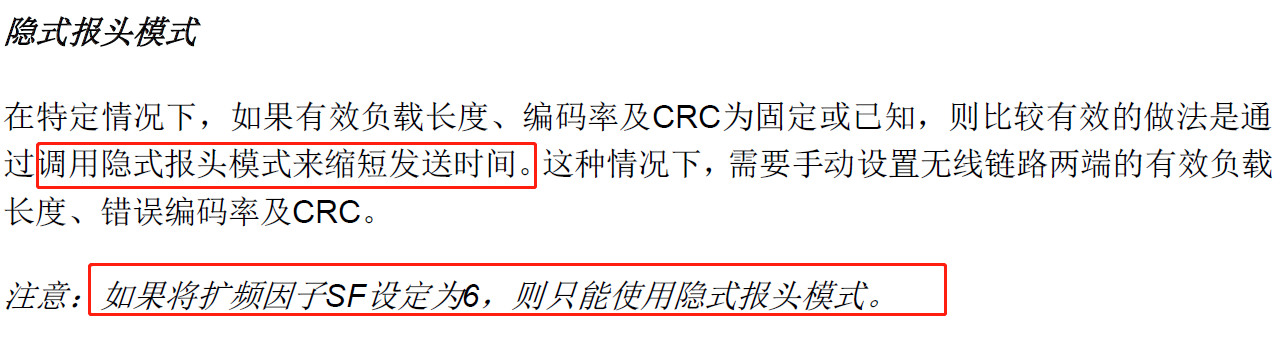 隐式报头模式
在特定情况下，如果有效负载长度、编码率及CRC为固定或已知，则比较有效的做法是通
过调用隐式报头模式来缩短发送时间。这种情况下，需要手动设置无线链路两端的有效负载
长度、错误编码率及CRC。
注意：如果将扩频因子SF设定为6，则只能使用隐式报头模式。